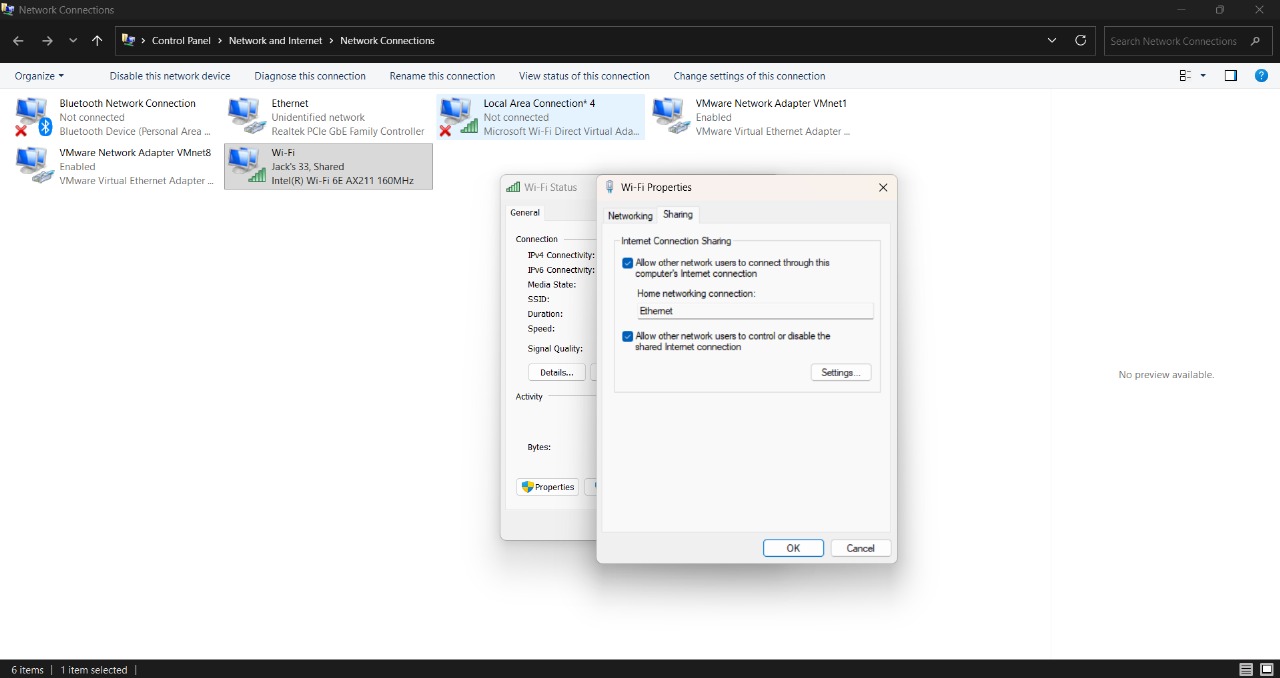 Network Connections
Control Panel > Network and Internet > Network Connections
Search Network Connections
Organize
Disable this network device
Diagnose this connection
Rename this connection
View status of this connection
Change settings of this connection
Bluetooth Network Connection
Not connected
Bluetooth Device (Personal Area ...
Ethernet
Unidentified network
Realtek PCIe GbE Family Controller
Local Area Connection* 4
Not connected
Microsoft Wi-Fi Direct Virtual Ada...
VMware Network Adapter VMnet1
Enabled
VMware Virtual Ethernet Adapter ...
VMware Network Adapter VMnet8
Enabled
VMware Virtual Ethernet Adapter ...
Wi-Fi
Jack's 33, Shared
Intel(R) Wi-Fi 6E AX211 160MHz
Wi-Fi Status
General
Connection
IPv4 Connectivity:
IPv6 Connectivity:
Media State:
SSID:
Duration:
Speed:
Signal Quality:
Details...
Activity
Bytes:
Properties
Wi-Fi Properties
Networking
Sharing
Internet Connection Sharing
Allow other network users to connect through this
computer's Internet connection
Home networking connection:
Ethernet
Allow other network users to control or disable the
shared Internet connection
Settings...
OK
Cancel
No preview available.
6 items
1 item selected